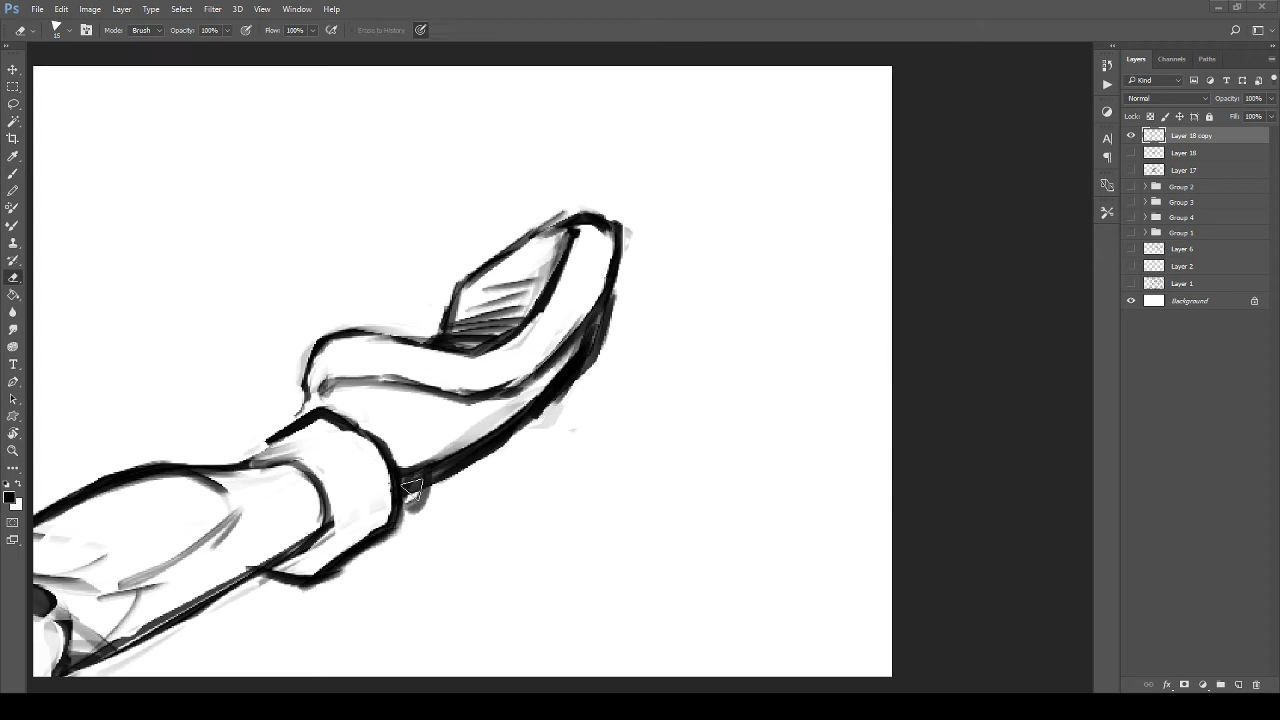 Ps File Edit Image Layer Type Select Filter 3D View Window Help
15 Mode: Brush Opacity: 100% Flow: 100% Erase to History
Layers Channels Paths
Kind
Normal Opacity: 100%
Lock: Fill: 100%
Layer 18 copy
Layer 18
Layer 17
Group 2
Group 3
Group 4
Group 1
Layer 6
Layer 2
Layer 1
Background